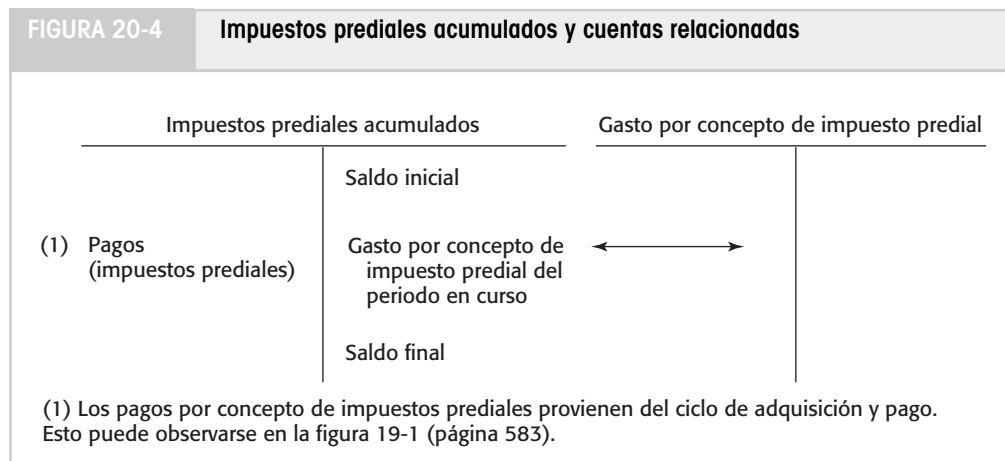 FIGURA 20-4
Impuestos prediales acumulados y cuentas relacionadas
Impuestos prediales acumulados
Gasto por concepto de impuesto predial
Saldo inicial
(1) Pagos
(impuestos prediales)
Gasto por concepto de
impuesto predial del
periodo en curso
Saldo final
(1) Los pagos por concepto de impuestos prediales provienen del ciclo de adquisición y pago.
Esto puede observarse en la figura 19-1 (página 583).